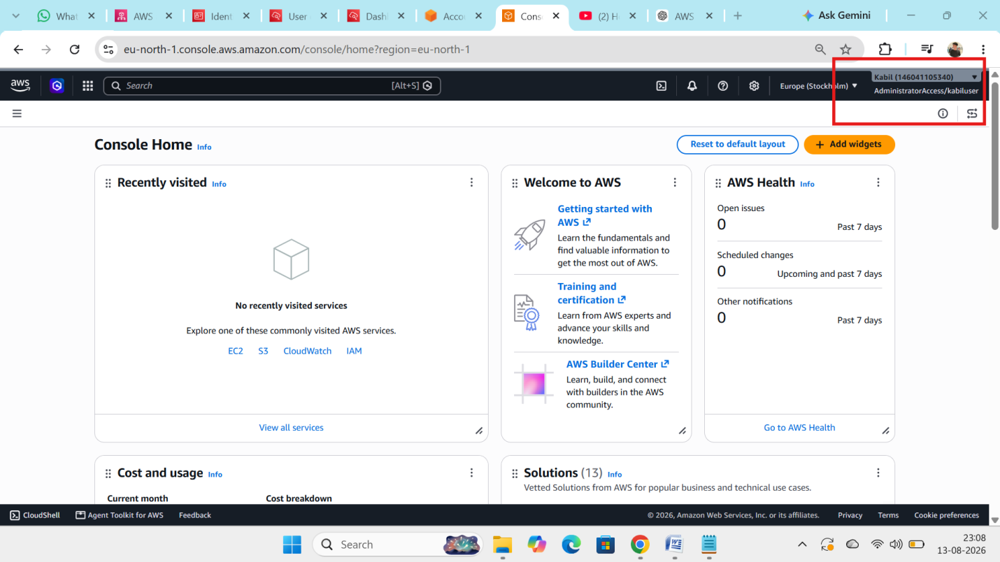 What
AWS
Ident
User
Dash
Accou
Cons
(2) H
AWS
Ask Gemini
eu-north-1.console.aws.amazon.com/console/home?region=eu-north-1
aws
Search
[Alt+S]
Europe (Stockholm)
Kabil (146041105340)
AdministratorAccess/kabiluser
Console Home Info
Reset to default layout
+ Add widgets
Recently visited Info
No recently visited services
Explore one of these commonly visited AWS services.
EC2 S3 CloudWatch IAM
View all services
Welcome to AWS
Getting started with
AWS
Learn the fundamentals and
find valuable information to
get the most out of AWS.
Training and
certification
Learn from AWS experts and
advance your skills and
knowledge.
AWS Builder Center
Learn, build, and connect
with builders in the AWS
community.
AWS Health Info
Open issues
0 Past 7 days
Scheduled changes
0 Upcoming and past 7 days
Other notifications
0 Past 7 days
Go to AWS Health
Cost and usage Info
Current month Cost breakdown
Solutions (13) Info
Vetted Solutions from AWS for popular business and technical use cases.
CloudShell Agent Toolkit for AWS Feedback © 2026, Amazon Web Services, Inc. or its affiliates. Privacy Terms Cookie preferences
Search
23:08
13-08-2026